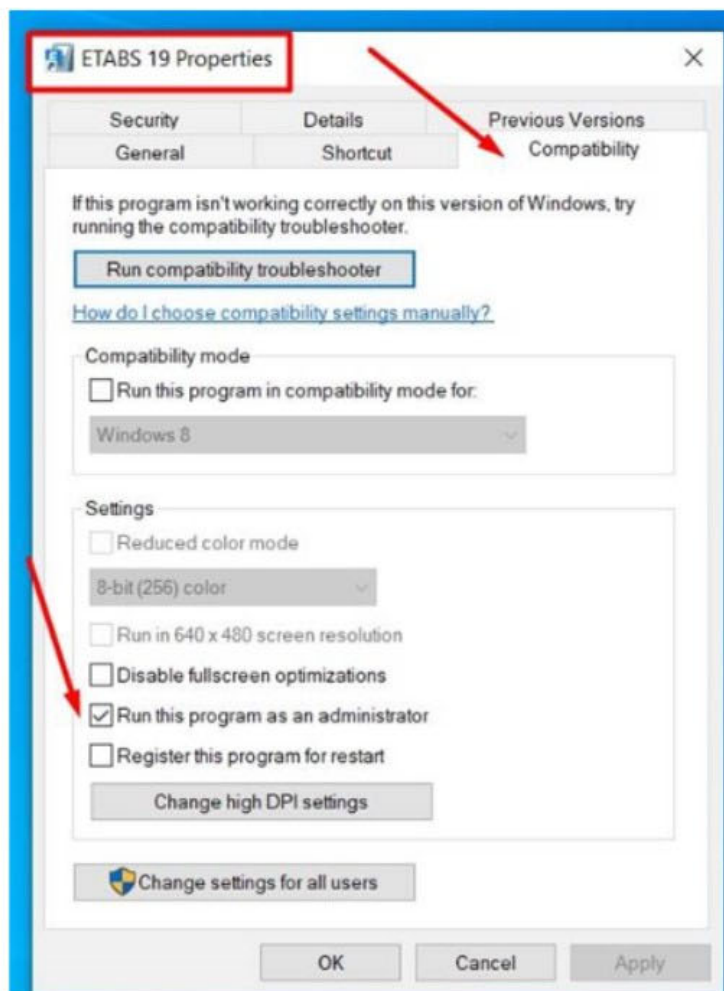 ETABS 19 Properties
Security Details Previous Versions
General Shortcut Compatibility
If this program isn't working correctly on this version of Windows, try
running the compatibility troubleshooter.
Run compatibility troubleshooter
How do I choose compatibility settings manually?
Compatibility mode
Run this program in compatibility mode for:
Windows 8
Settings
Reduced color mode
8-bit (256) color
Run in 640 x 480 screen resolution
Disable fullscreen optimizations
Run this program as an administrator
Register this program for restart
Change high DPI settings
Change settings for all users
OK Cancel Apply